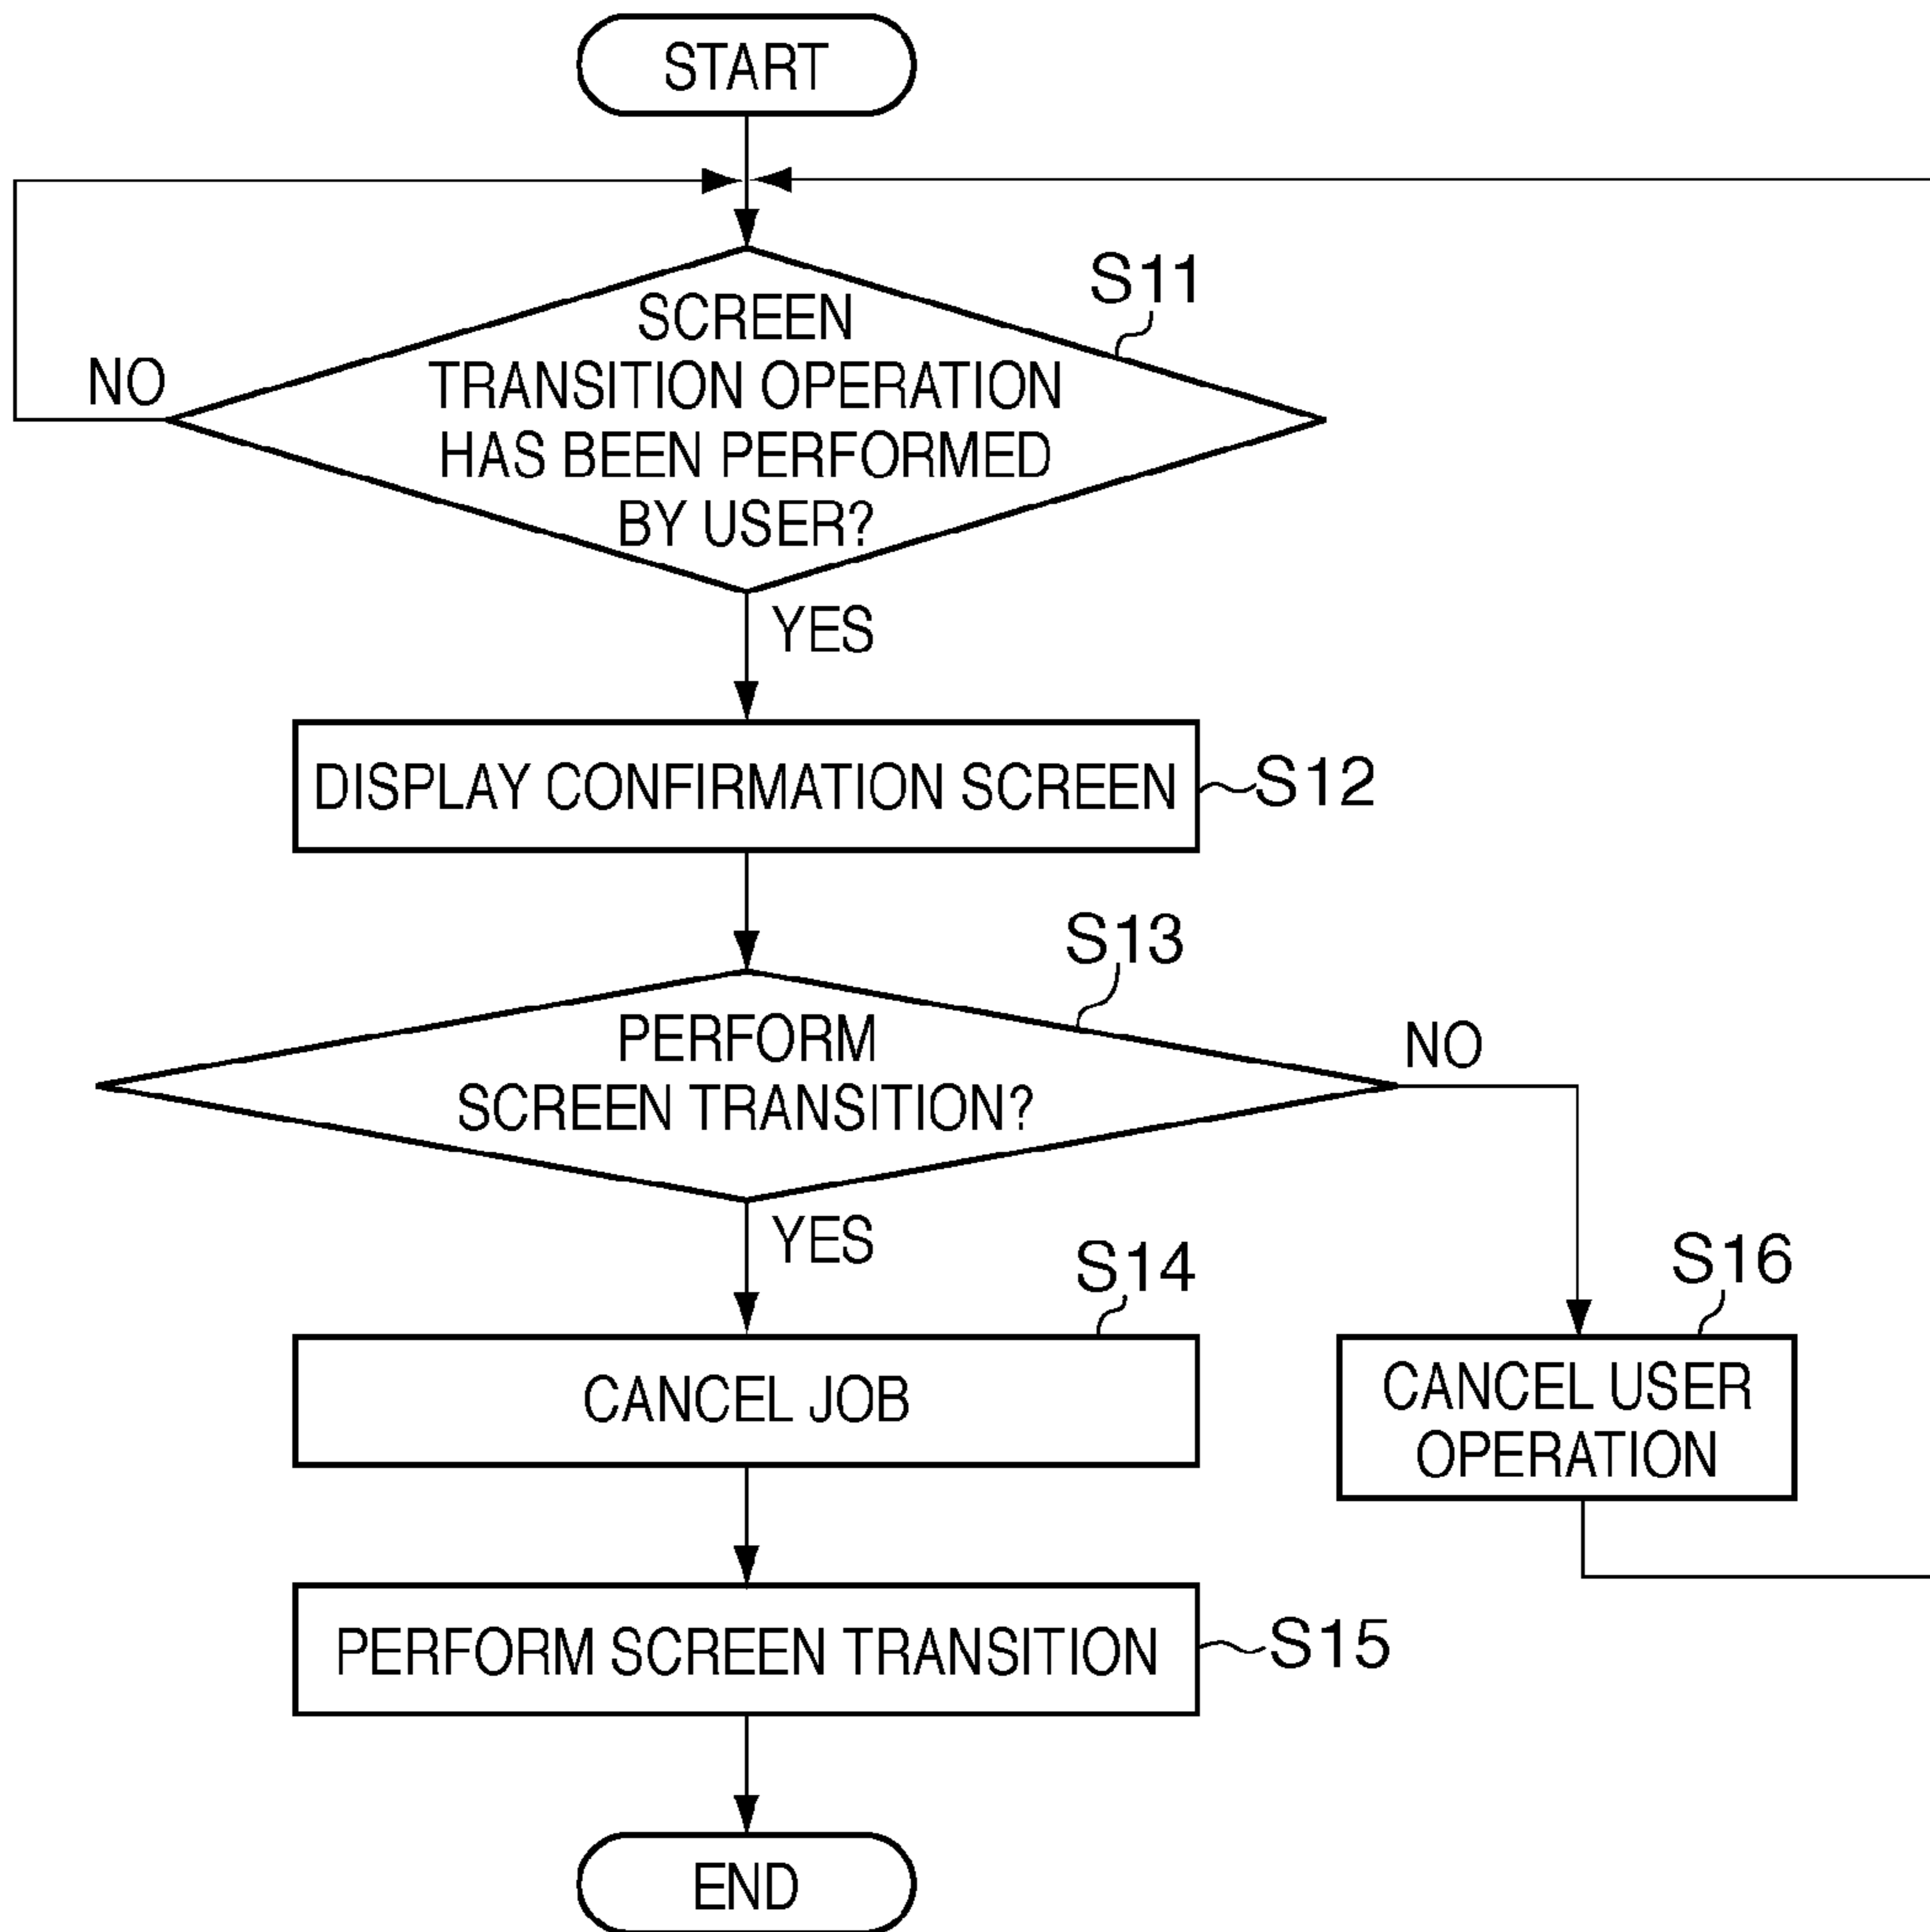 START
S11
SCREEN
TRANSITION OPERATION
HAS BEEN PERFORMED
BY USER?
NO
YES
DISPLAY CONFIRMATION SCREEN
S12
S13
PERFORM
SCREEN TRANSITION?
NO
YES
S14
CANCEL JOB
S16
CANCEL USER
OPERATION
PERFORM SCREEN TRANSITION
S15
END